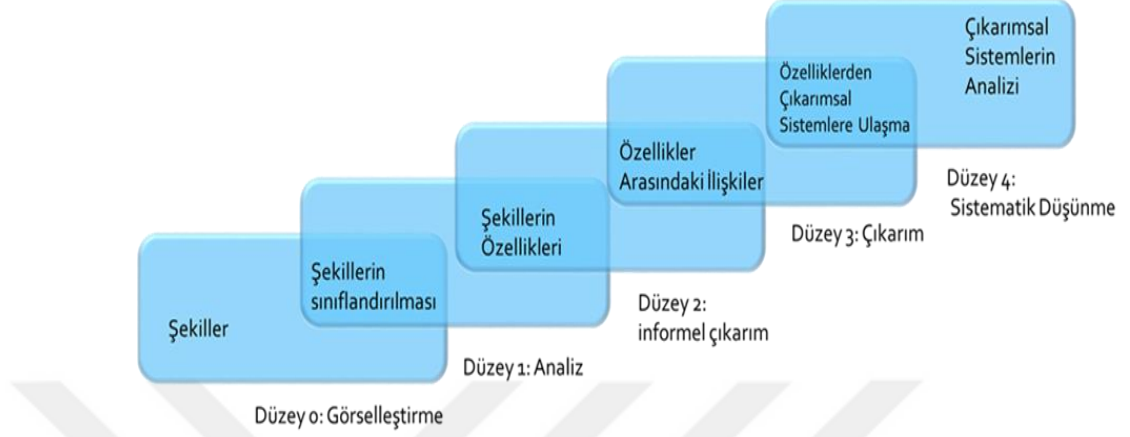 Şekiller
Düzey 0: Görselleştirme
Şekillerin
sınıflandırılması
Düzey 1: Analiz
Şekillerin
Özellikleri
Düzey 2:
informel çıkarım
Özellikler
Arasındaki İlişkiler
Düzey 3: Çıkarım
Özelliklerden
Çıkarımsal
Sistemlere Ulaşma
Düzey 4:
Sistematik Düşünme
Çıkarımsal
Sistemlerin
Analizi